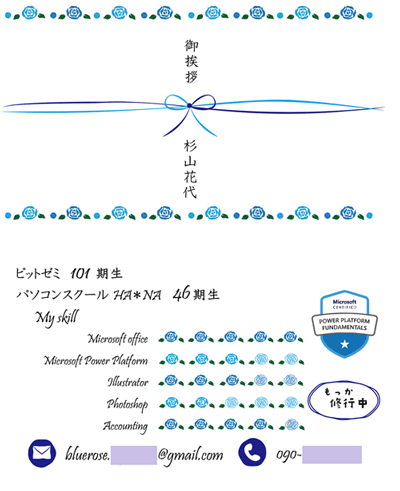 御挨拶
杉山花代
ビットゼミ 101 期生
パソコンスクール HA*NA 46 期生
My skill
Microsoft office
Microsoft Power Platform
Illustrator
Photoshop
Accounting
Microsoft
CERTIFIED
POWER PLATFORM
FUNDAMENTALS
もっか
修行中
bluerose. @gmail.com
090-